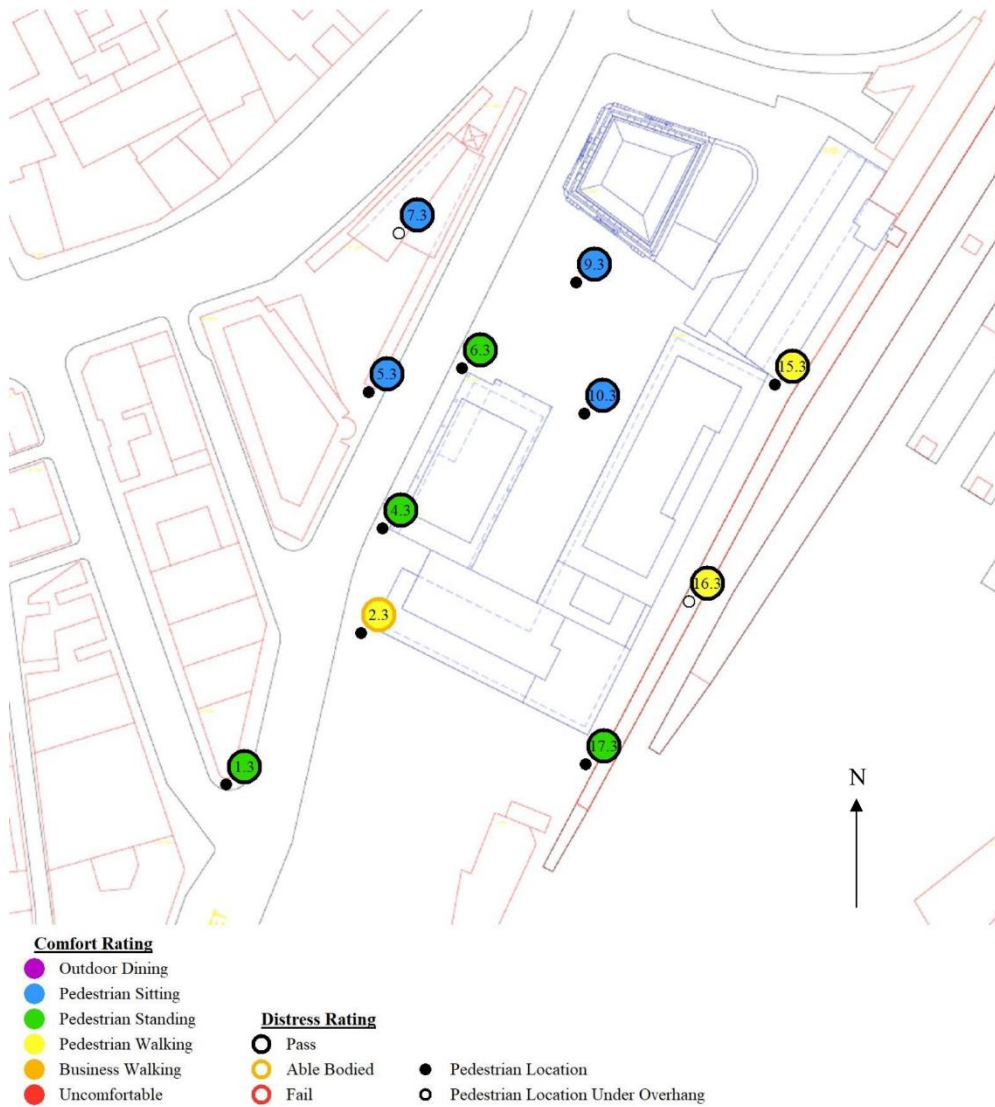 7.3
9.3
6.3
5.3
15.3
10.3
4.3
16.3
2.3
17.3
1.3
N
Comfort Rating
Outdoor Dining
Pedestrian Sitting
Pedestrian Standing
Distress Rating
Pedestrian Walking
Pass
Business Walking
Able Bodied
Pedestrian Location
Uncomfortable
Fail
Pedestrian Location Under Overhang